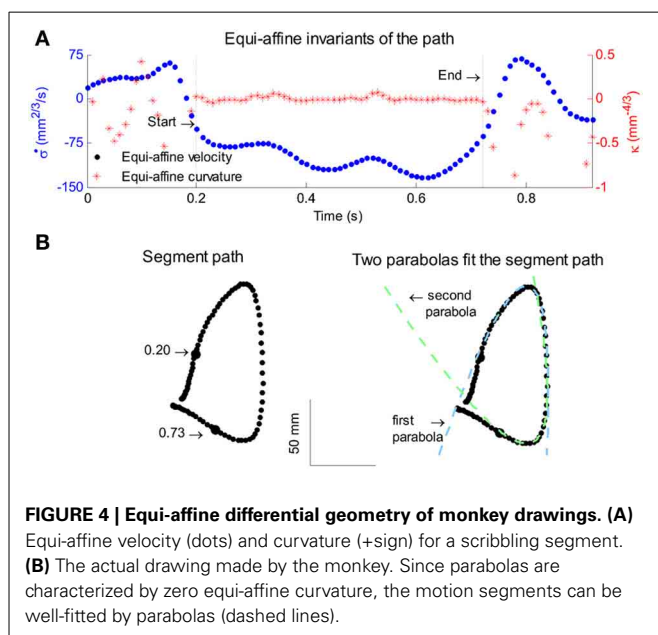 A
Equi-affine invariants of the path
75
0
-75
-150
σ̇ (mm2/3/s)
Start→
End →
● Equi-affine velocity
✳ Equi-affine curvature
0.5
0
-0.5
-1
κ (mm-4/3)
0 0.2 0.4 0.6 0.8
Time (s)
B
Segment path
Two parabolas fit the segment path
0.20→
0.73→
50 mm
← second
parabola
first →
parabola
FIGURE 4 | Equi-affine differential geometry of monkey drawings. (A)
Equi-affine velocity (dots) and curvature (+sign) for a scribbling segment.
(B) The actual drawing made by the monkey. Since parabolas are
characterized by zero equi-affine curvature, the motion segments can be
well-fitted by parabolas (dashed lines).